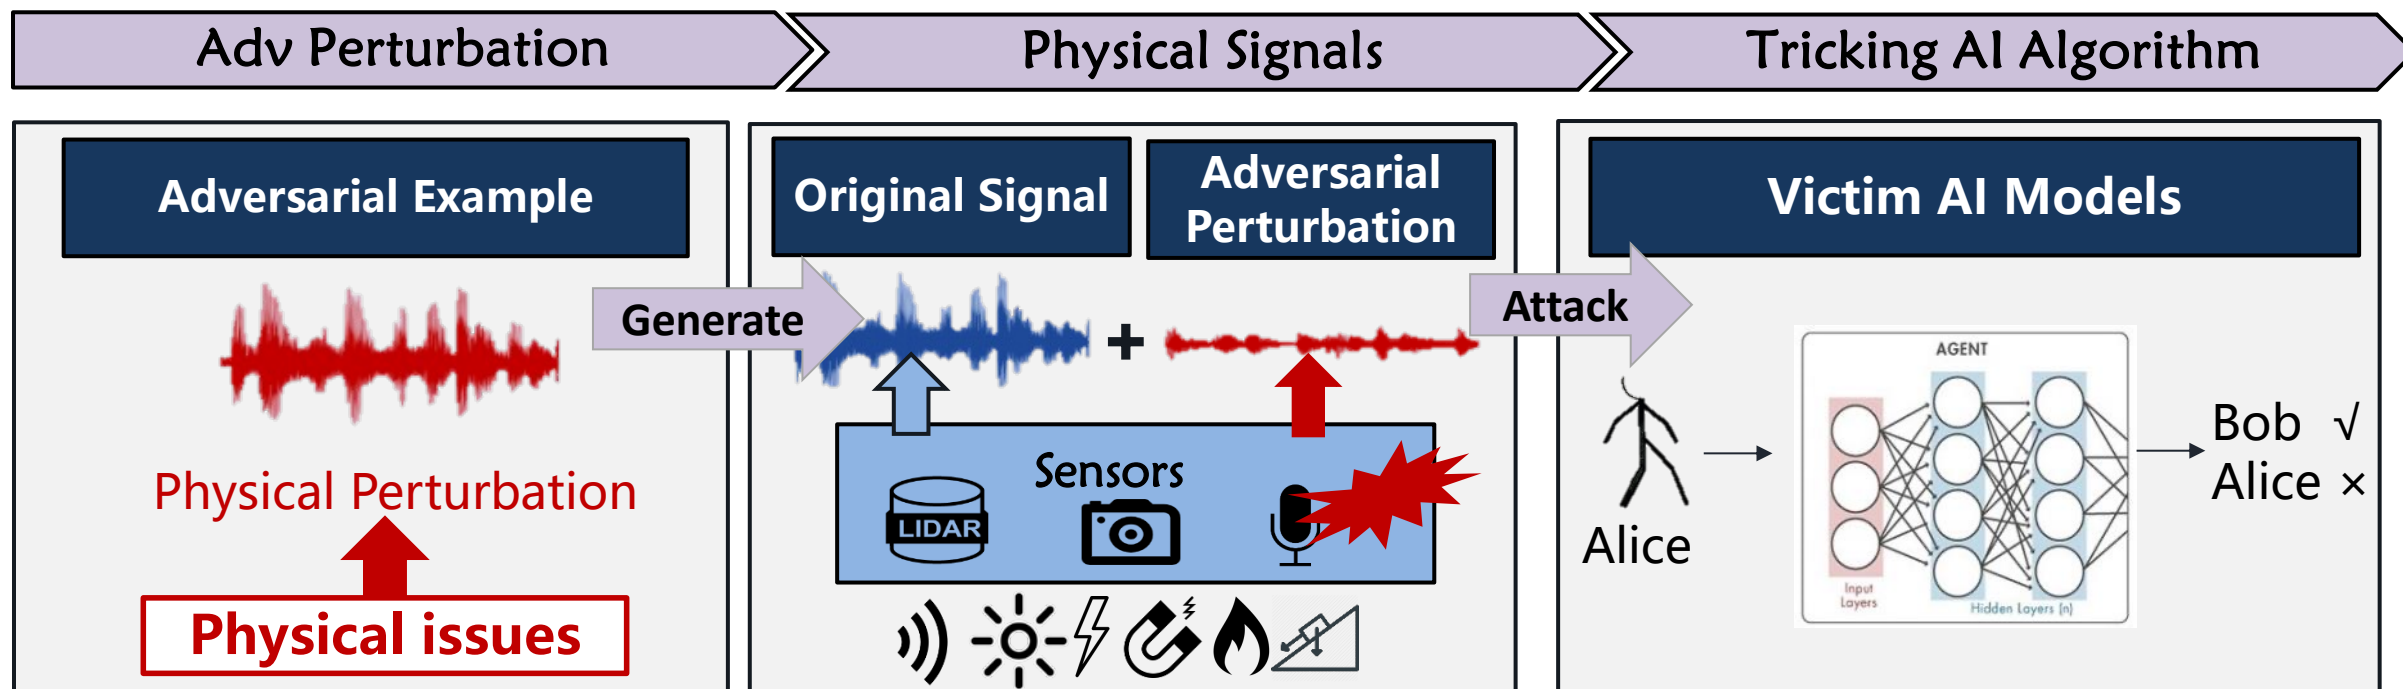 Adv Perturbation
Physical Signals
Tricking AI Algorithm
Adversarial Example
Physical Perturbation
Physical issues
Generate
Original Signal
Adversarial
Perturbation
+
Sensors
LIDAR
Attack
Victim AI Models
Alice
AGENT
Input
Layers
Hidden Layers (n)
Bob √
Alice ×